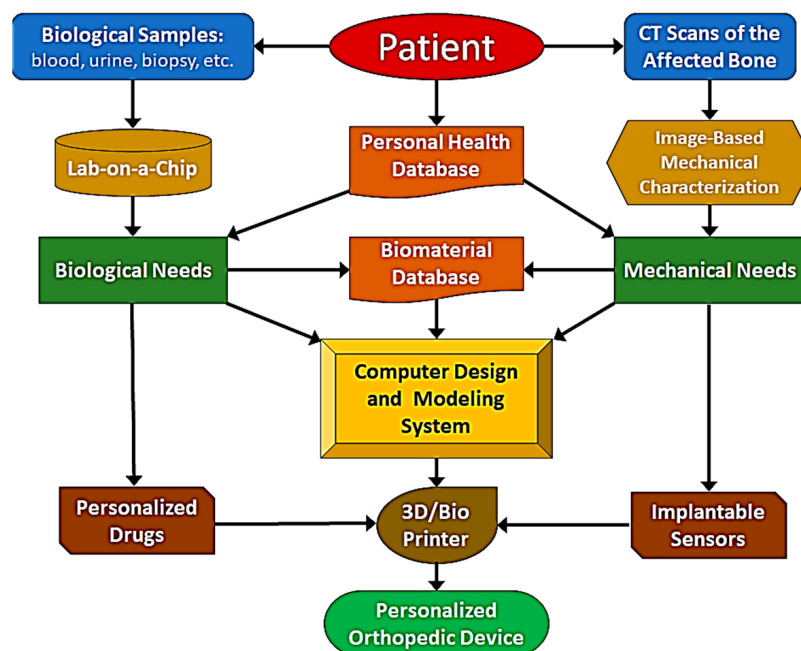 Biological Samples:
blood, urine, biopsy, etc.
Patient
CT Scans of the
Affected Bone
Lab-on-a-Chip
Personal Health
Database
Image-Based
Mechanical
Characterization
Biological Needs
Biomaterial
Database
Mechanical Needs
Computer Design
and Modeling
System
Personalized
Drugs
3D/Bio
Printer
Implantable
Sensors
Personalized
Orthopedic Device